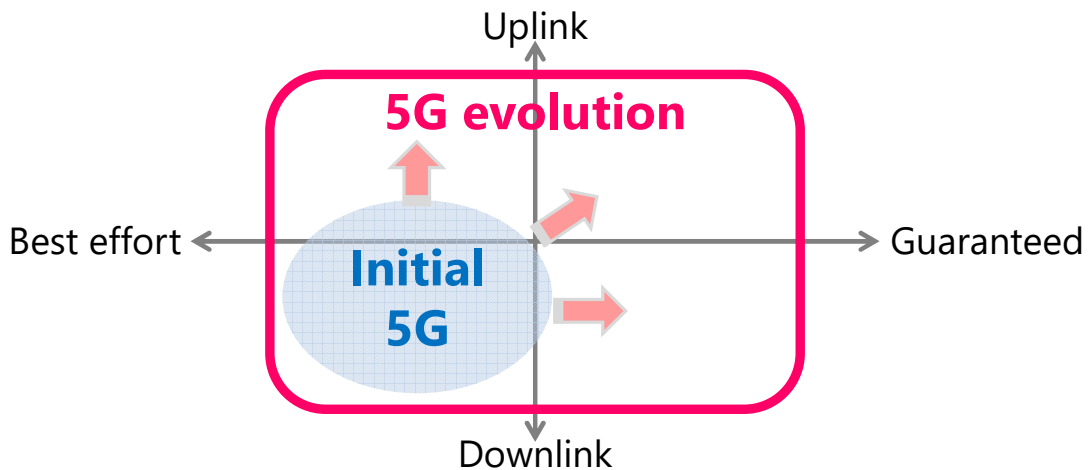 Uplink
5G evolution
Best effort
Guaranteed
Initial
5G
Downlink